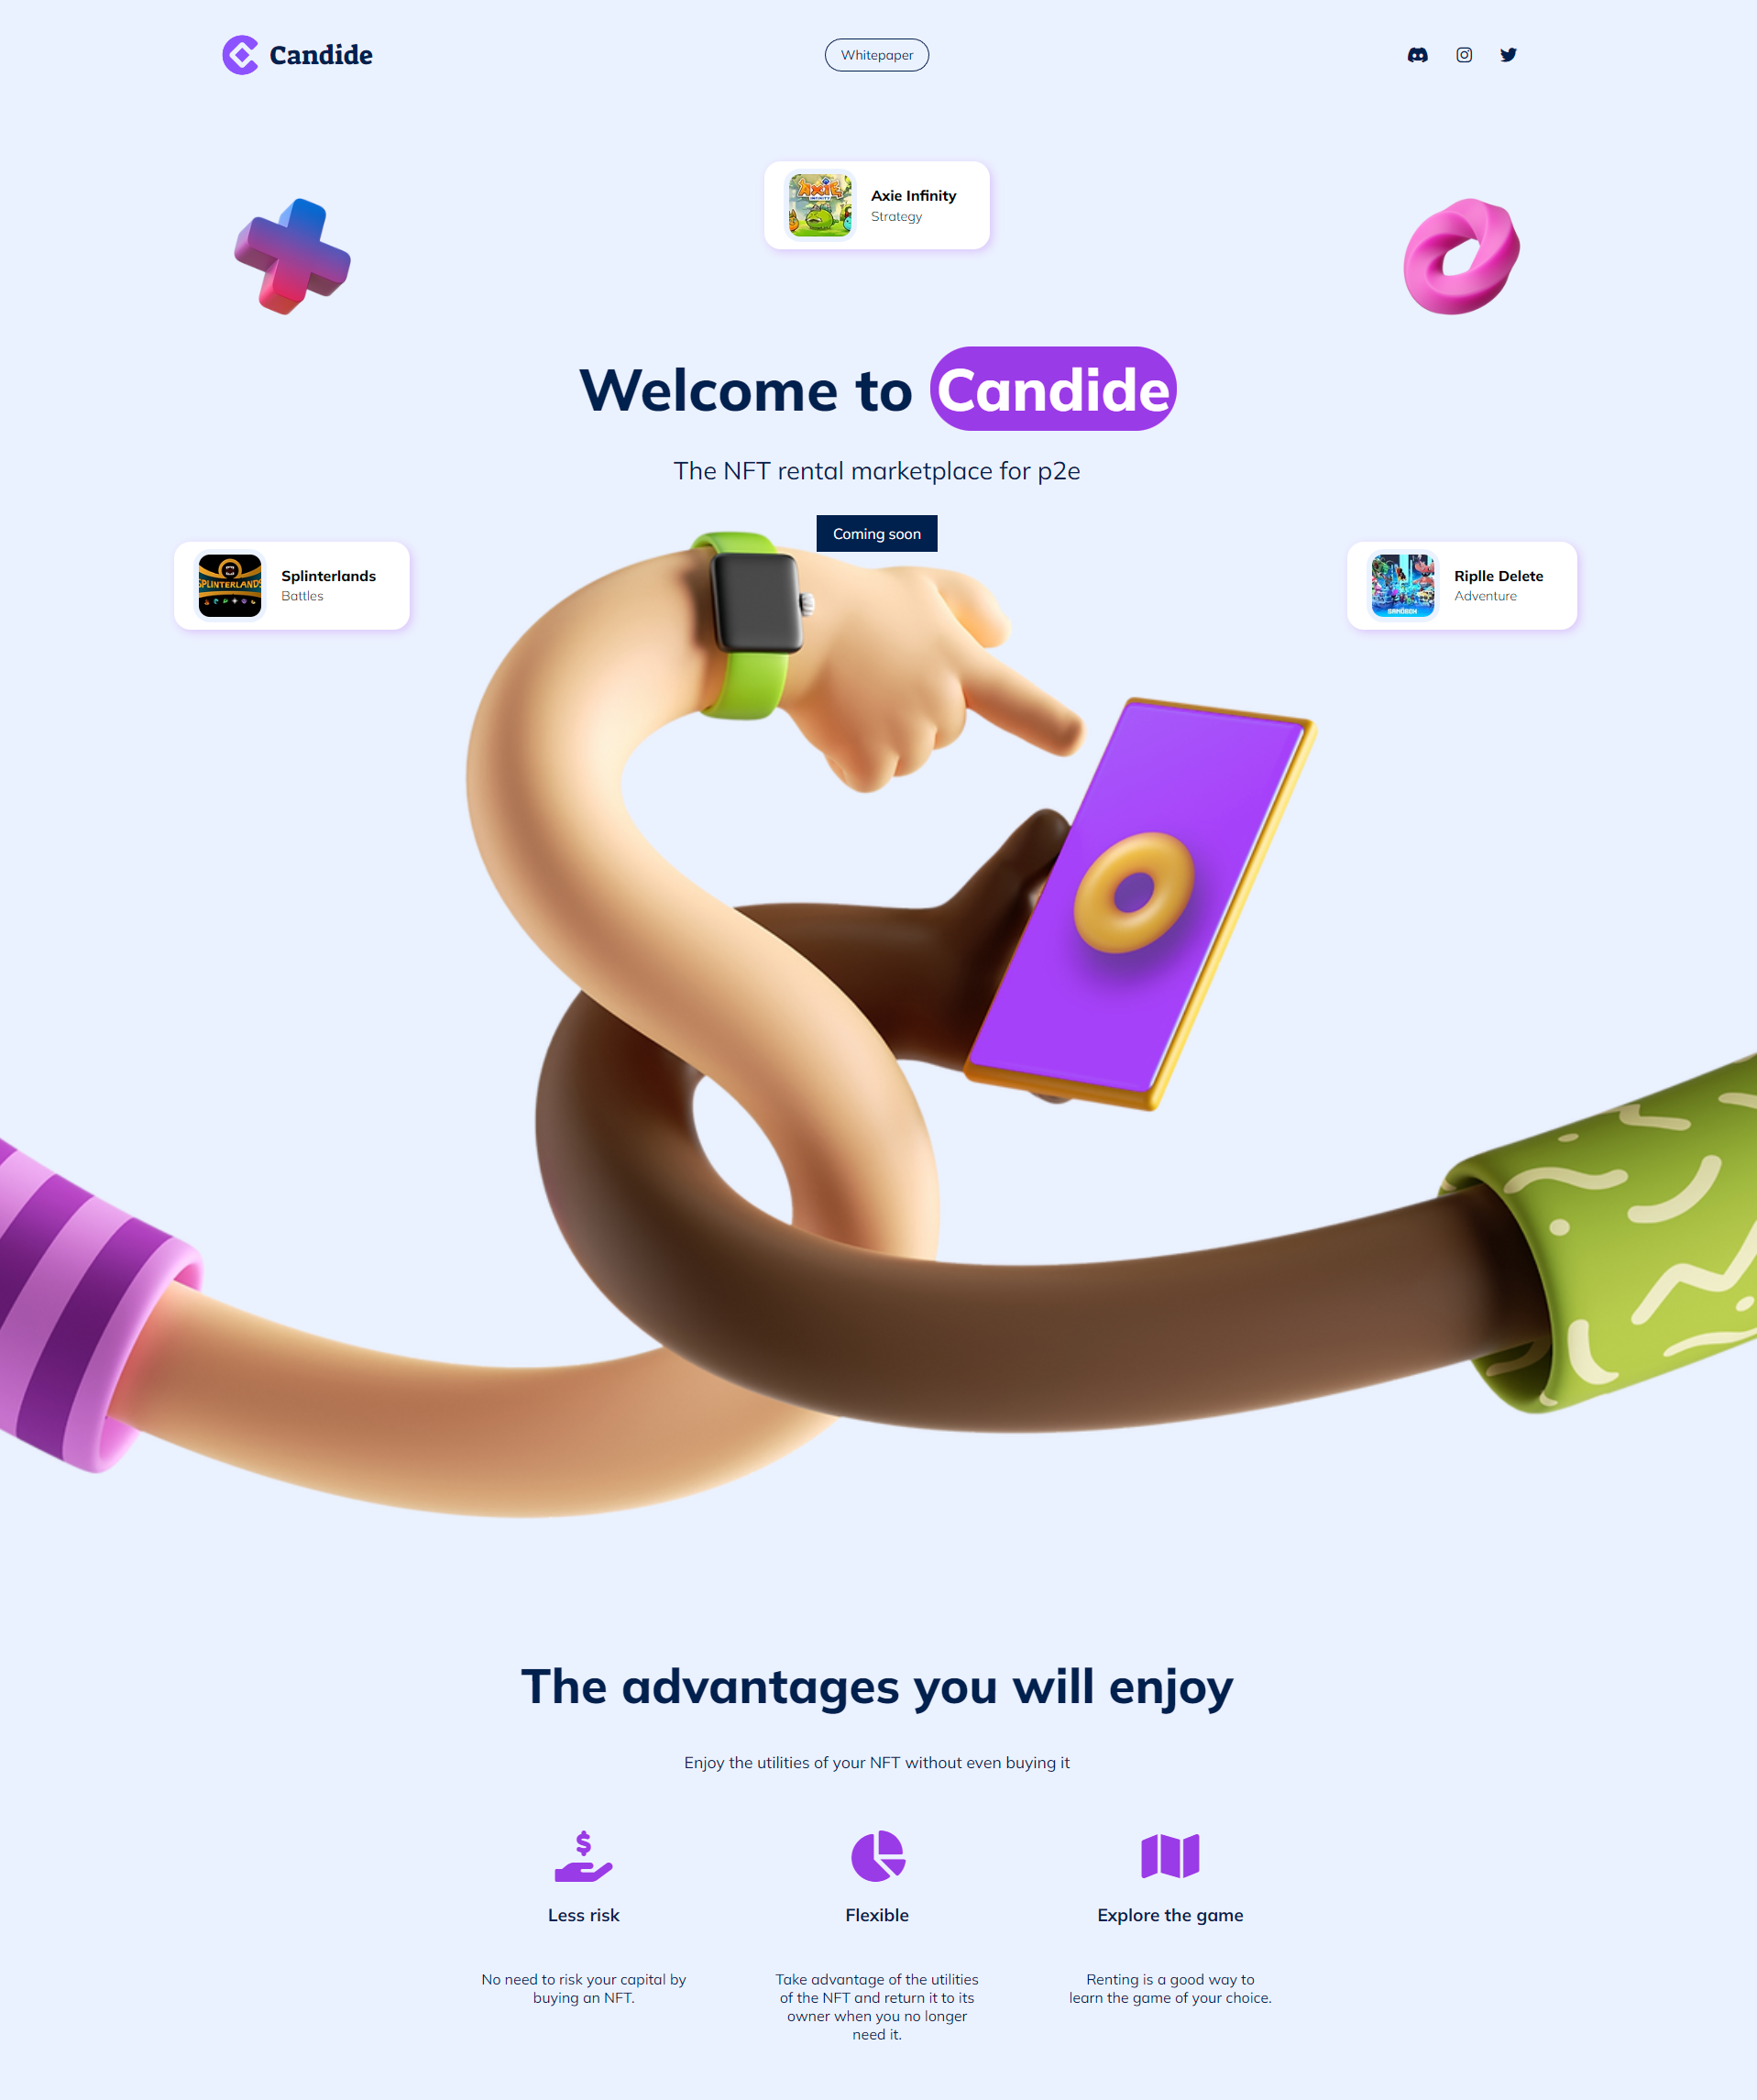 Candide
Whitepaper
AXIE
INFINITY
Axie Infinity
Strategy
Welcome to Candide
The NFT rental marketplace for p2e
Coming soon
SPLINTERLANDS
Splinterlands
Battles
SANDBOX
Riplle Delete
Adventure
The advantages you will enjoy
Enjoy the utilities of your NFT without even buying it
$
Less risk
Flexible
Explore the game
No need to risk your capital by
buying an NFT.
Take advantage of the utilities
of the NFT and return it to its
owner when you no longer
need it.
Renting is a good way to
learn the game of your choice.